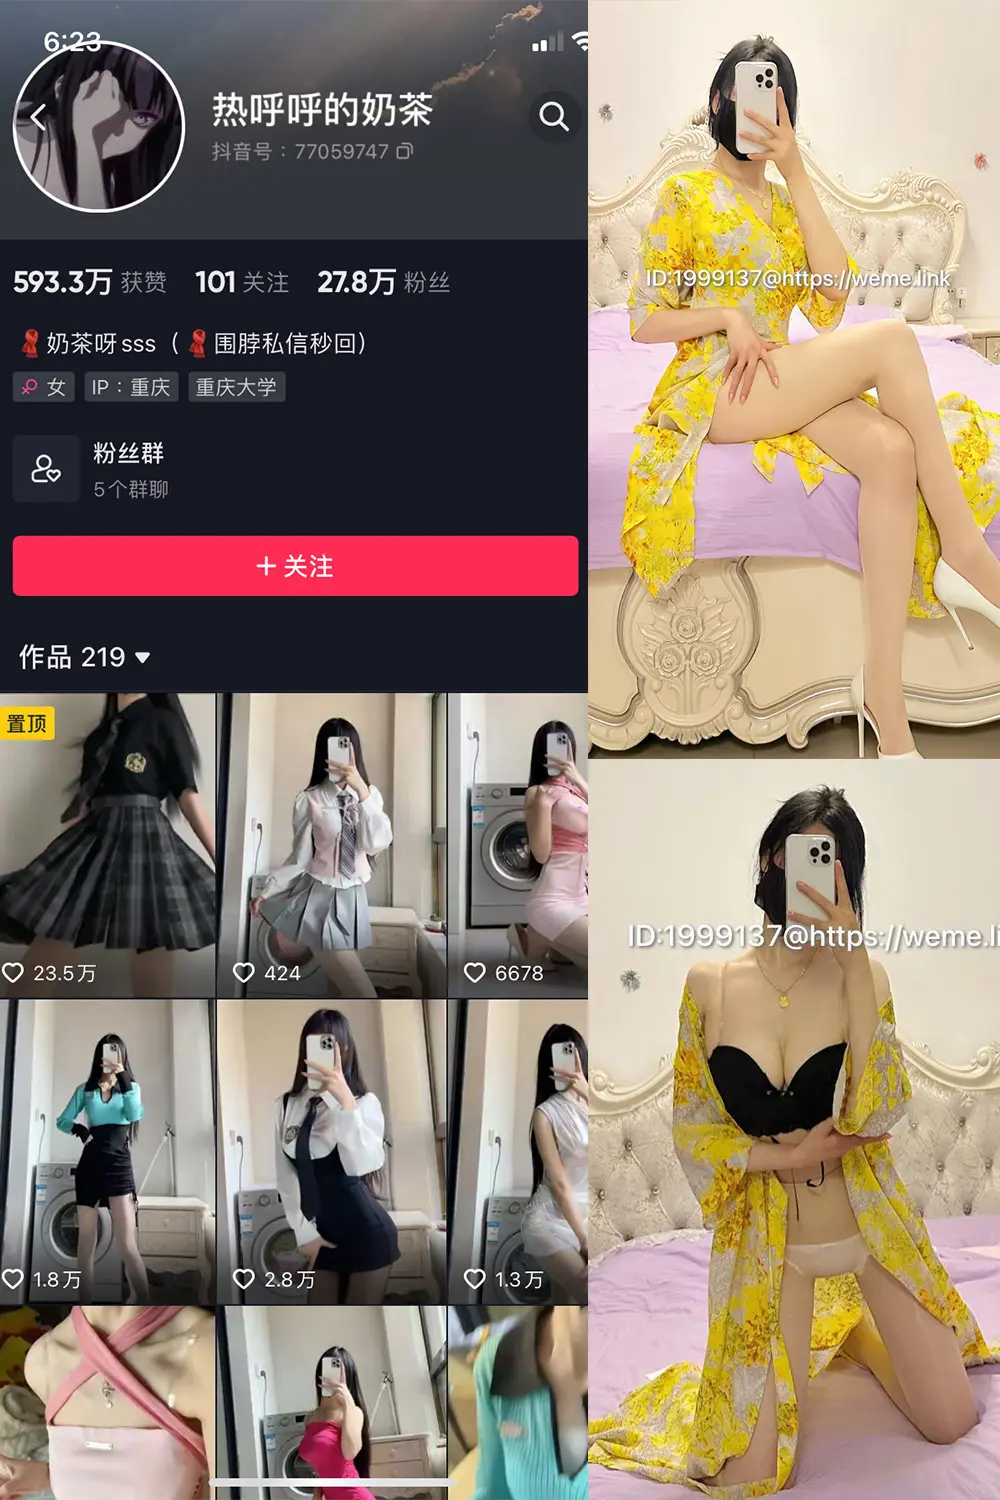 6:23
热呼呼的奶茶
抖音号：77059747
593.3万 获赞 101 关注 27.8万 粉丝
🧣奶茶呀sss（🧣围脖私信秒回）
女 IP：重庆 重庆大学
粉丝群
5个群聊
+ 关注
作品 219
置顶
23.5万
424
6678
1.8万
2.8万
1.3万
ID:1999137@https://weme.link
ID:1999137@https://weme.li